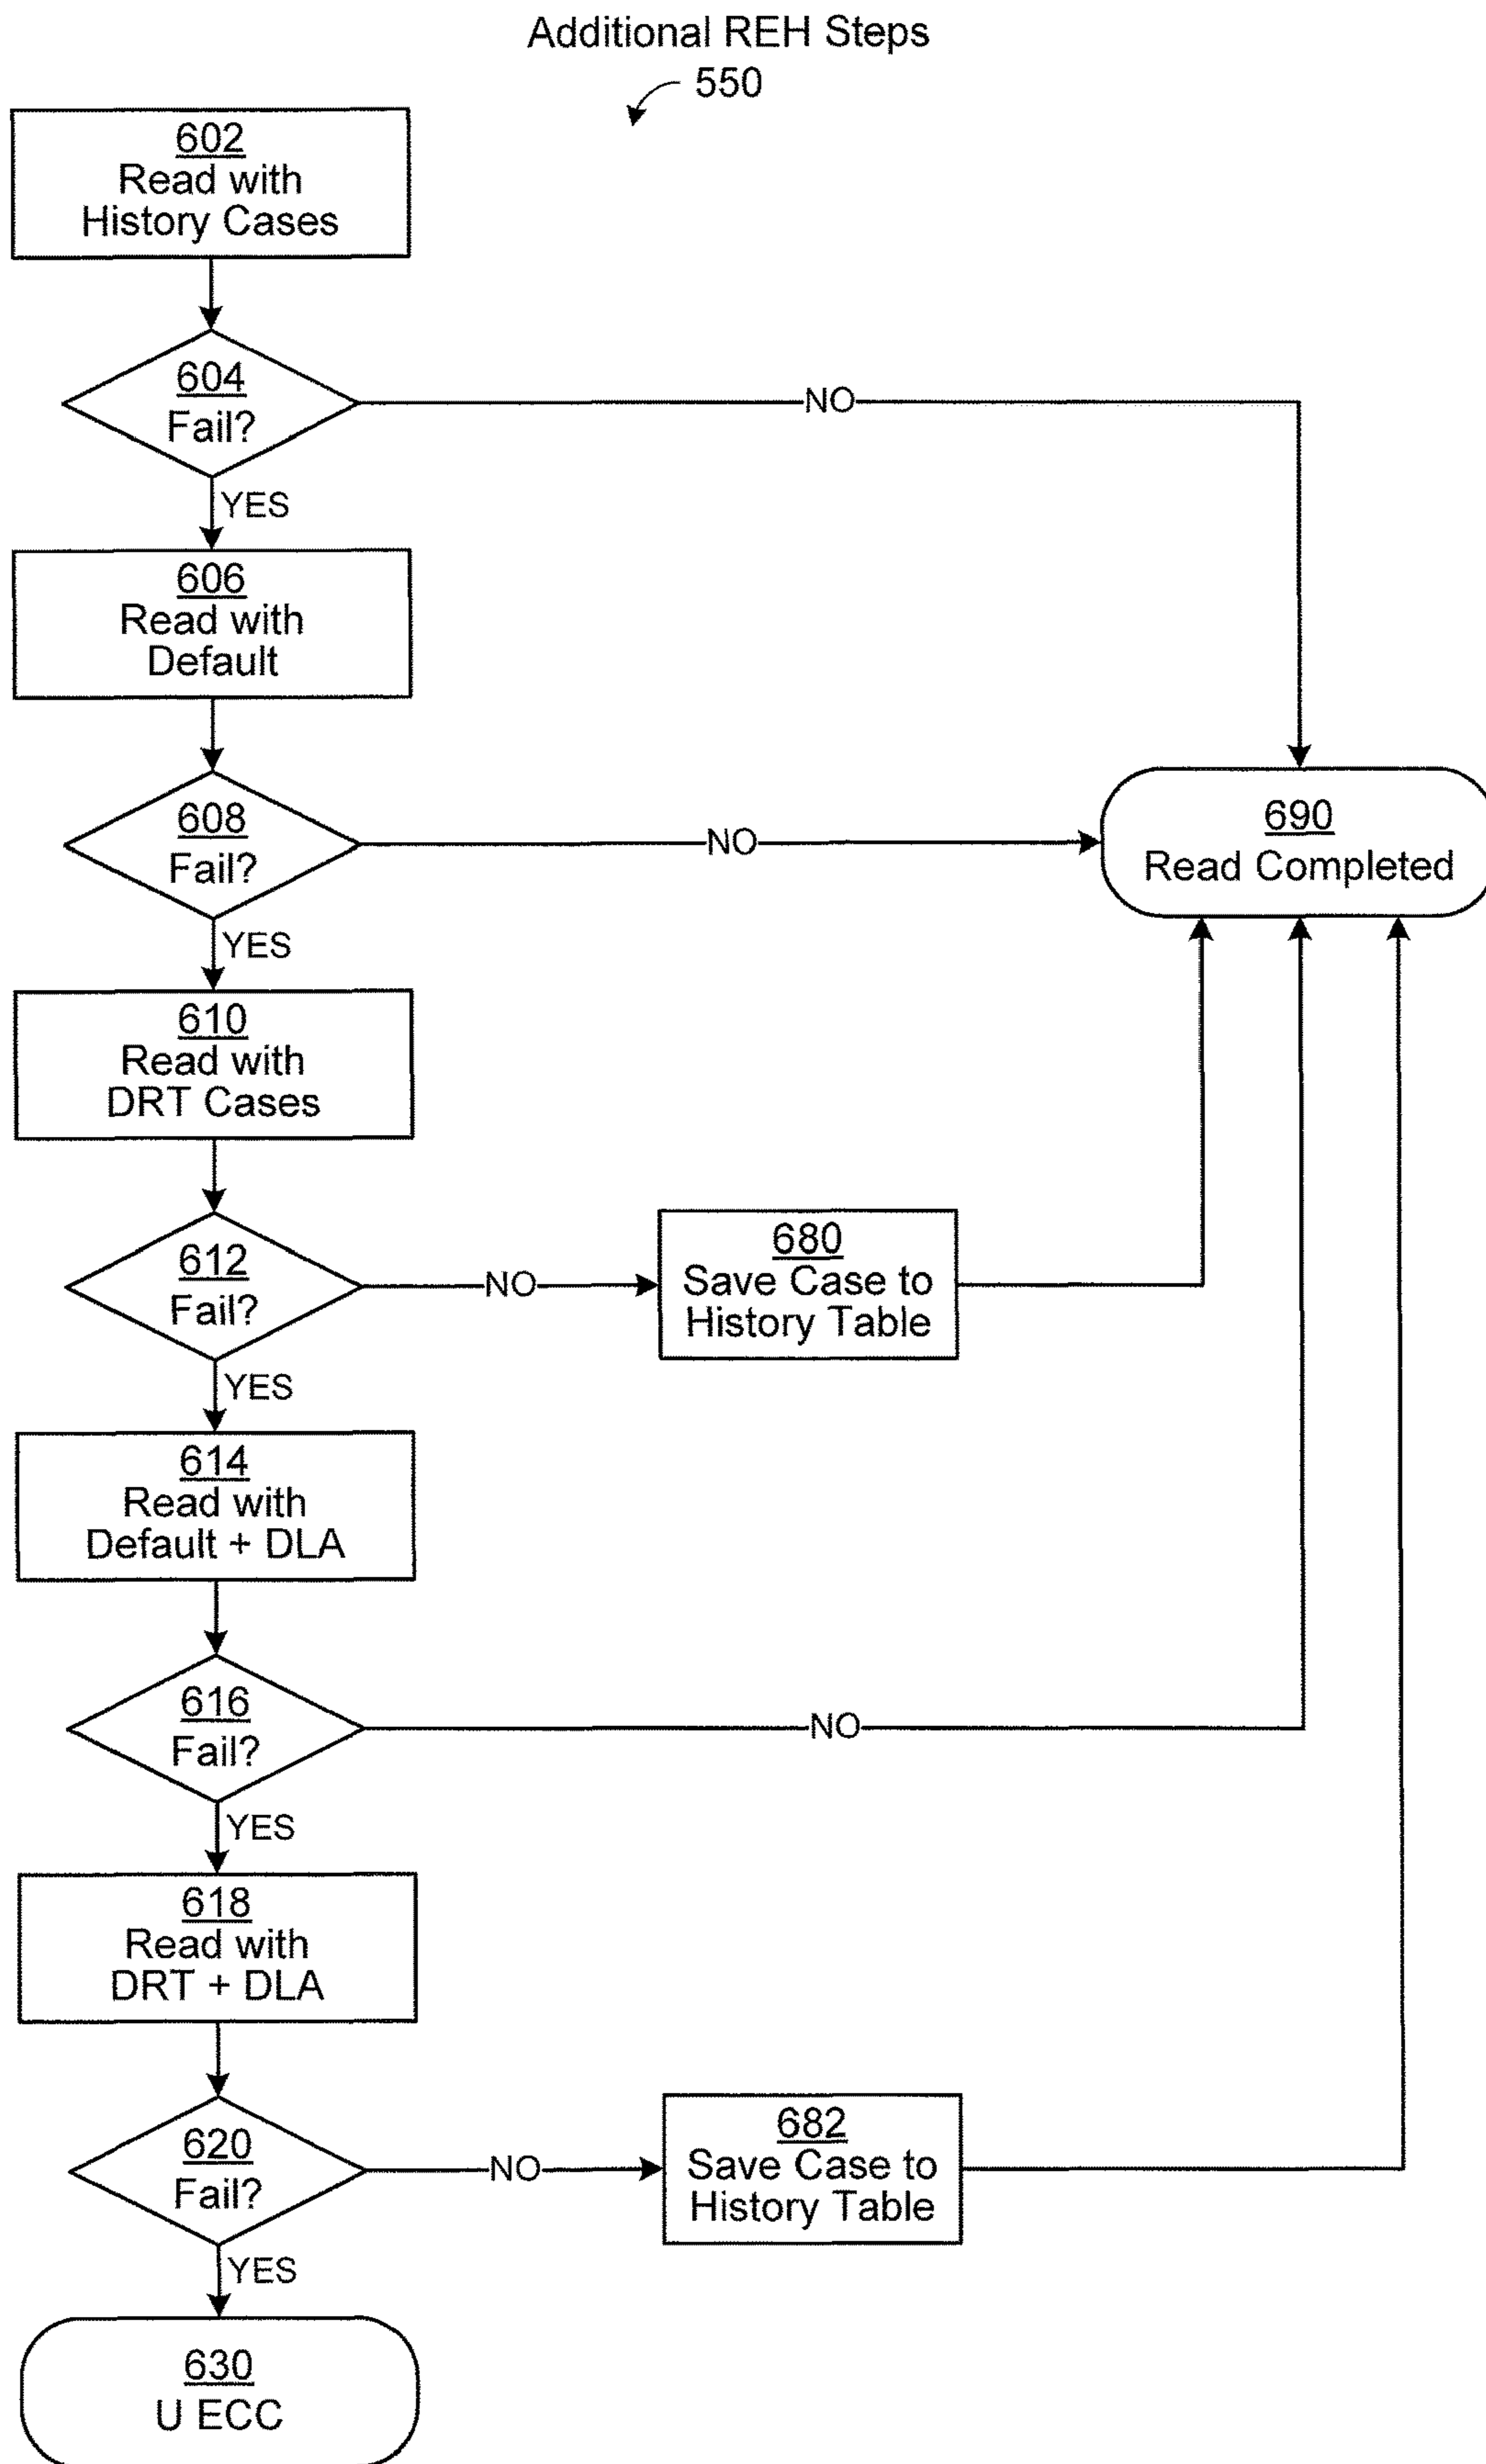 Additional REH Steps
550
602
Read with
History Cases
604
Fail?
NO
YES
606
Read with
Default
608
Fail?
NO
690
Read Completed
YES
610
Read with
DRT Cases
612
Fail?
NO
680
Save Case to
History Table
YES
614
Read with
Default + DLA
616
Fail?
NO
YES
618
Read with
DRT + DLA
620
Fail?
NO
682
Save Case to
History Table
YES
630
U ECC